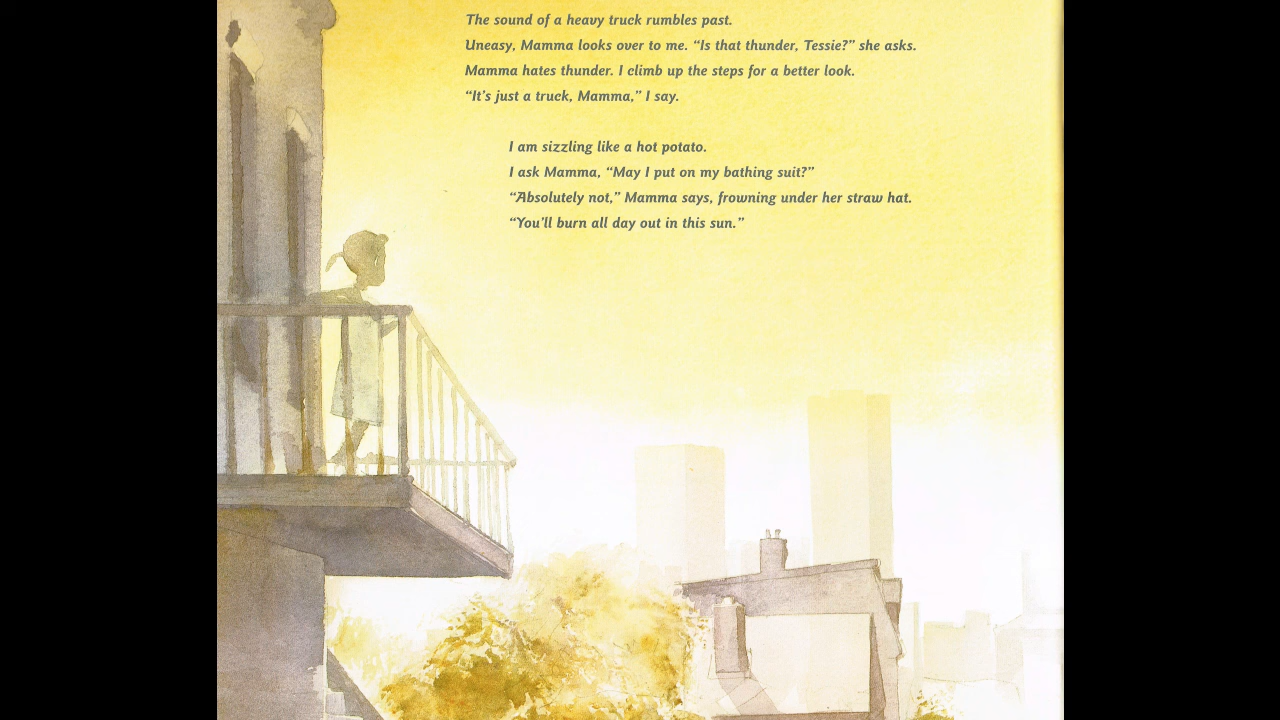 The sound of a heavy truck rumbles past.
Uneasy, Mamma looks over to me. “Is that thunder, Tessie?” she asks.
Mamma hates thunder. I climb up the steps for a better look.
“It’s just a truck, Mamma,” I say.
I am sizzling like a hot potato.
I ask Mamma, “May I put on my bathing suit?”
“Absolutely not,” Mamma says, frowning under her straw hat.
“You’ll burn all day out in this sun.”